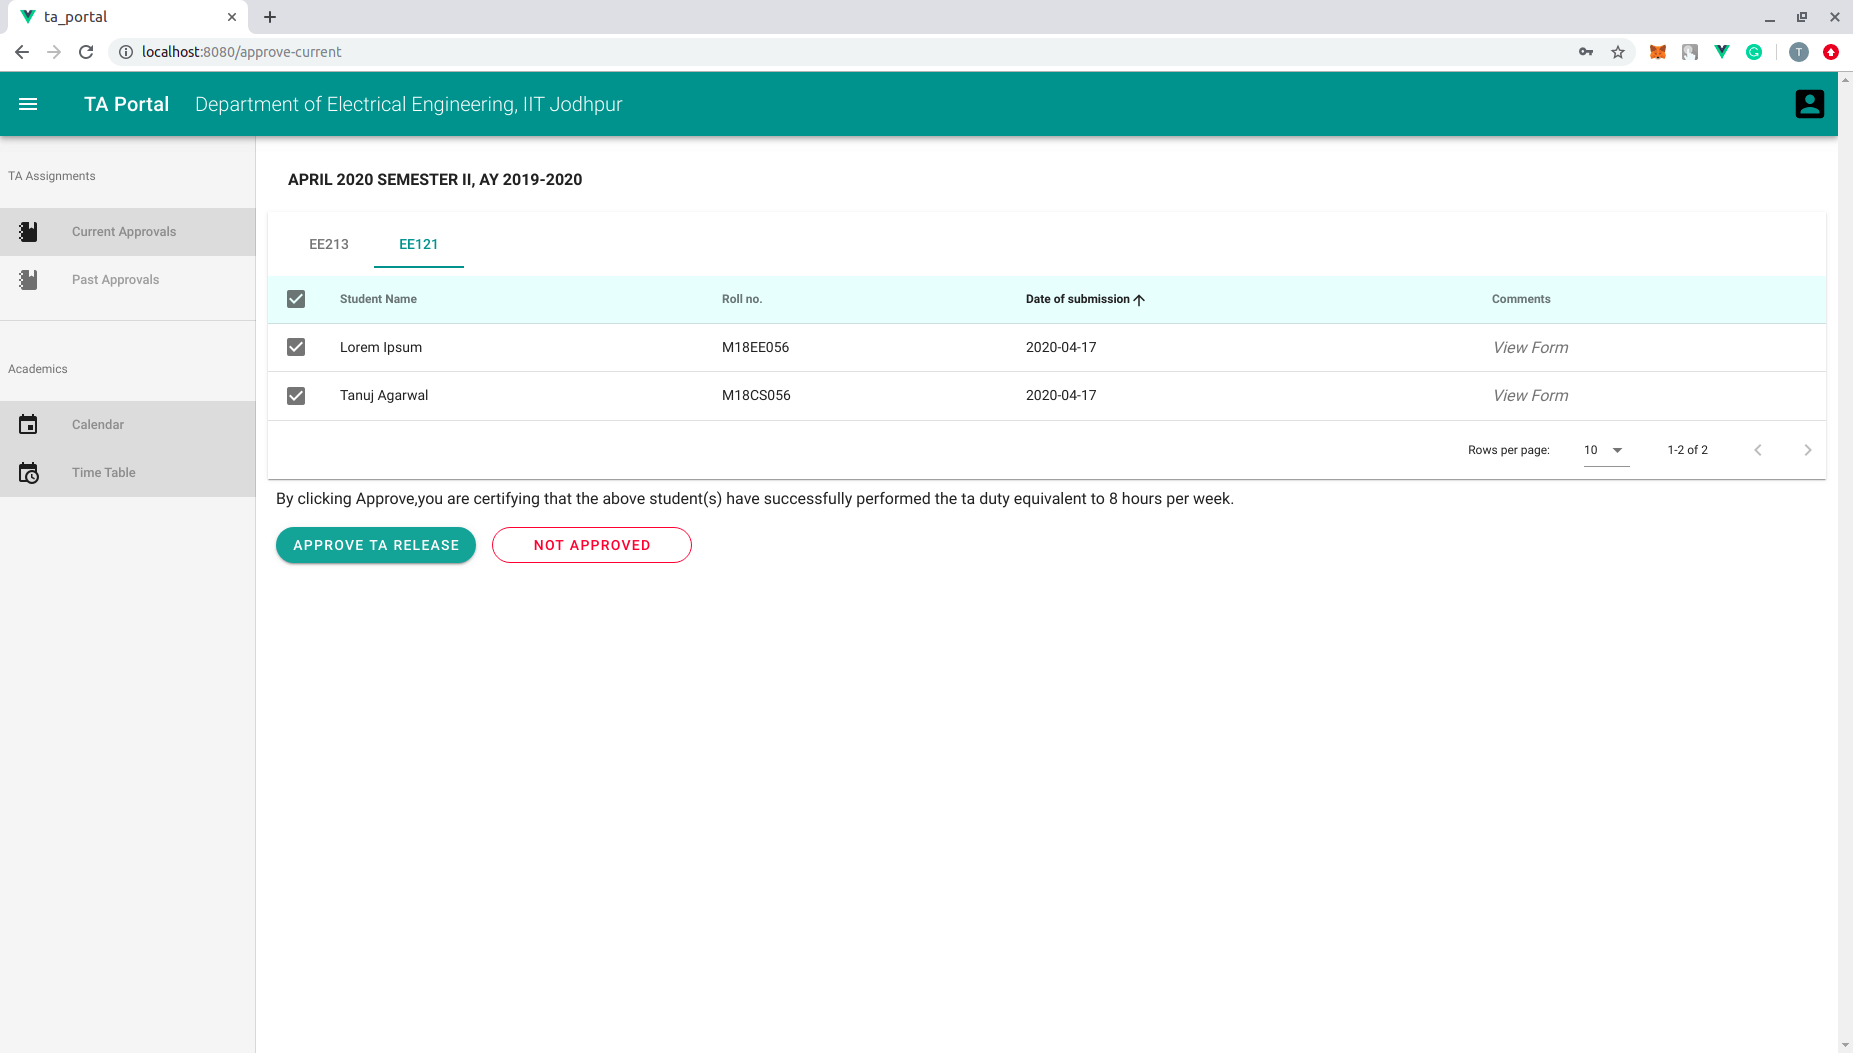 ta_portal
localhost:8080/approve-current
T
TA Portal Department of Electrical Engineering, IIT Jodhpur
TA Assignments
Current Approvals
Past Approvals
Academics
Calendar
Time Table
APRIL 2020 SEMESTER II, AY 2019-2020
EE213 EE121
Student Name Roll no. Date of submission Comments
Lorem Ipsum M18EE056 2020-04-17 View Form
Tanuj Agarwal M18CS056 2020-04-17 View Form
Rows per page: 10 1-2 of 2
By clicking Approve,you are certifying that the above student(s) have successfully performed the ta duty equivalent to 8 hours per week.
APPROVE TA RELEASE NOT APPROVED